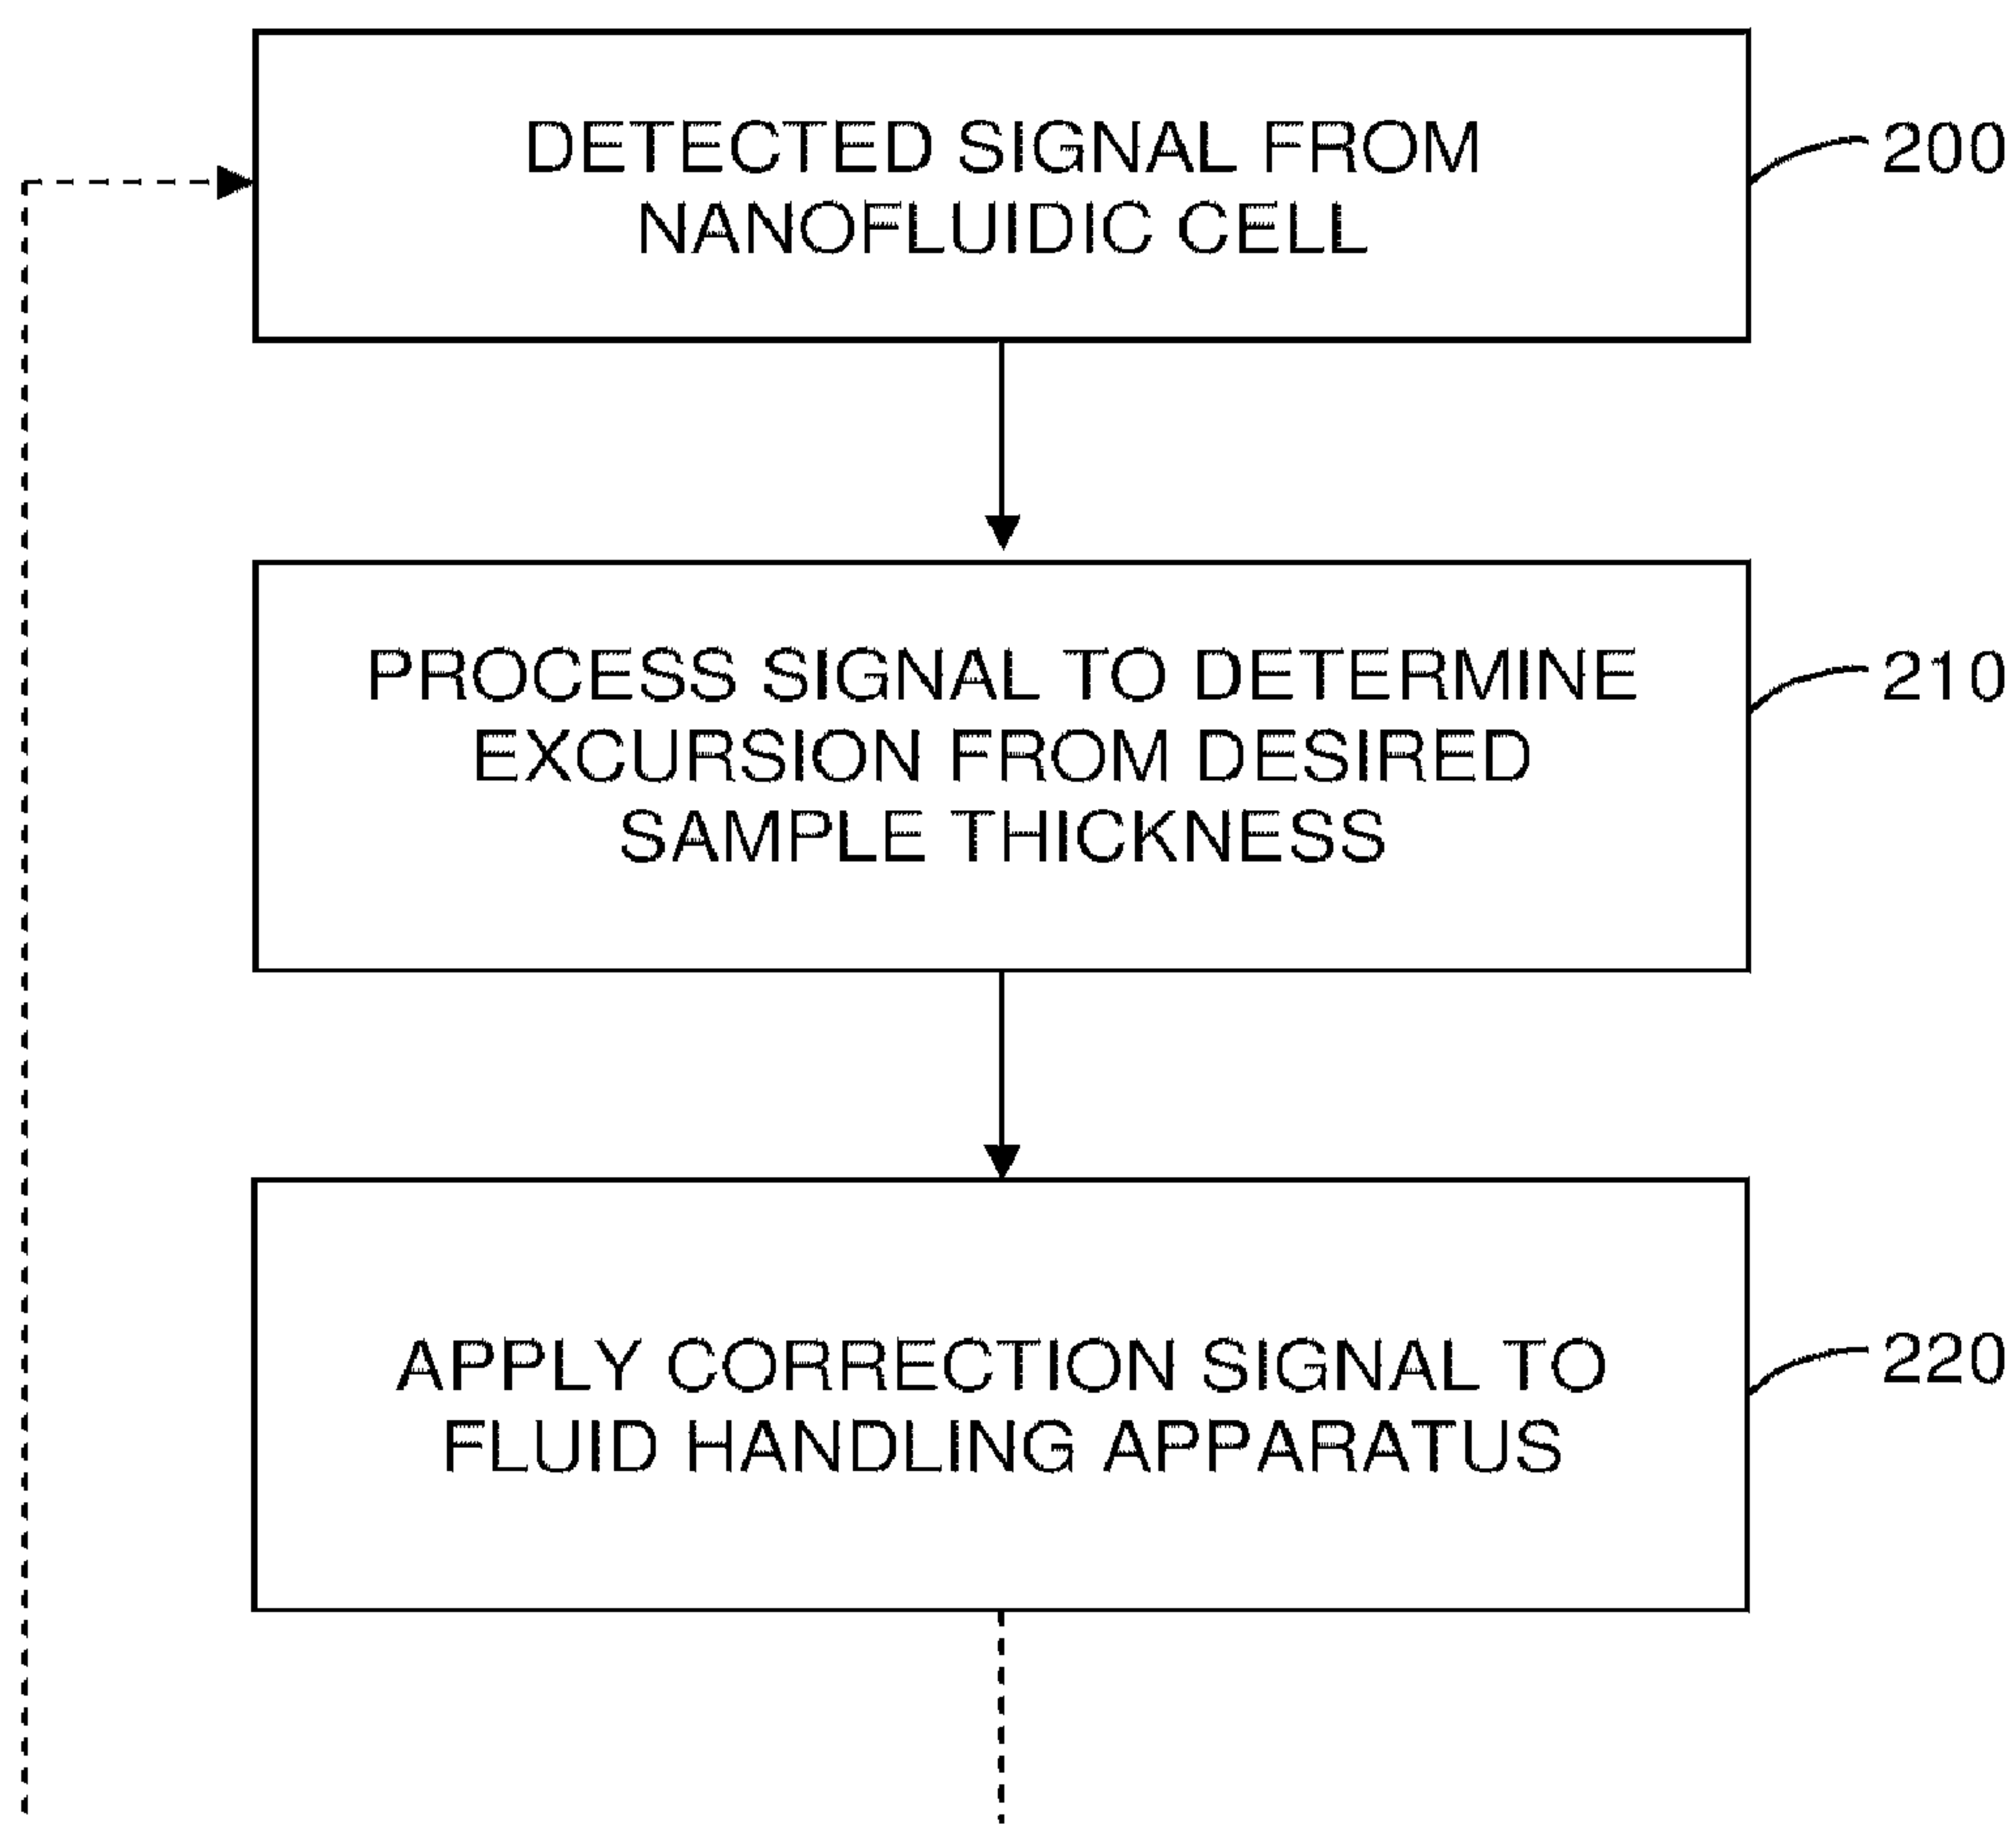 DETECTED SIGNAL FROM
NANOFLUIDIC CELL
200
PROCESS SIGNAL TO DETERMINE
EXCURSION FROM DESIRED
SAMPLE THICKNESS
210
APPLY CORRECTION SIGNAL TO
FLUID HANDLING APPARATUS
220